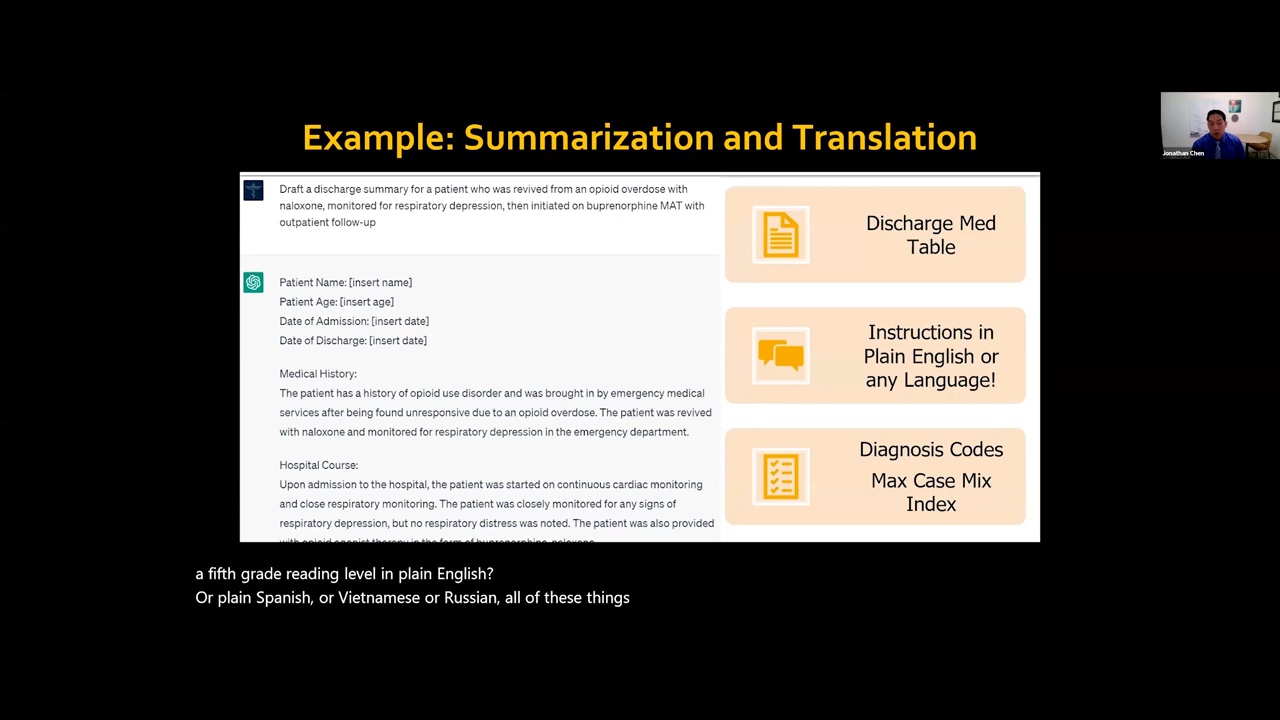 Example: Summarization and Translation
Draft a discharge summary for a patient who was revived from an opioid overdose with
naloxone, monitored for respiratory depression, then initiated on buprenorphine MAT with
outpatient follow-up
Patient Name: [insert name]
Patient Age: [insert age]
Date of Admission: [insert date]
Date of Discharge: [insert date]
Medical History:
The patient has a history of opioid use disorder and was brought in by emergency medical
services after being found unresponsive due to an opioid overdose. The patient was revived
with naloxone and monitored for respiratory depression in the emergency department.
Hospital Course:
Upon admission to the hospital, the patient was started on continuous cardiac monitoring
and close respiratory monitoring. The patient was closely monitored for any signs of
respiratory depression, but no respiratory distress was noted. The patient was also provided
with opioid agonist therapy in the form of buprenorphine-naloxone.
Discharge Med
Table
Instructions in
Plain English or
any Language!
Diagnosis Codes
Max Case Mix
Index
Jonathan Chen
a fifth grade reading level in plain English?
Or plain Spanish, or Vietnamese or Russian, all of these things